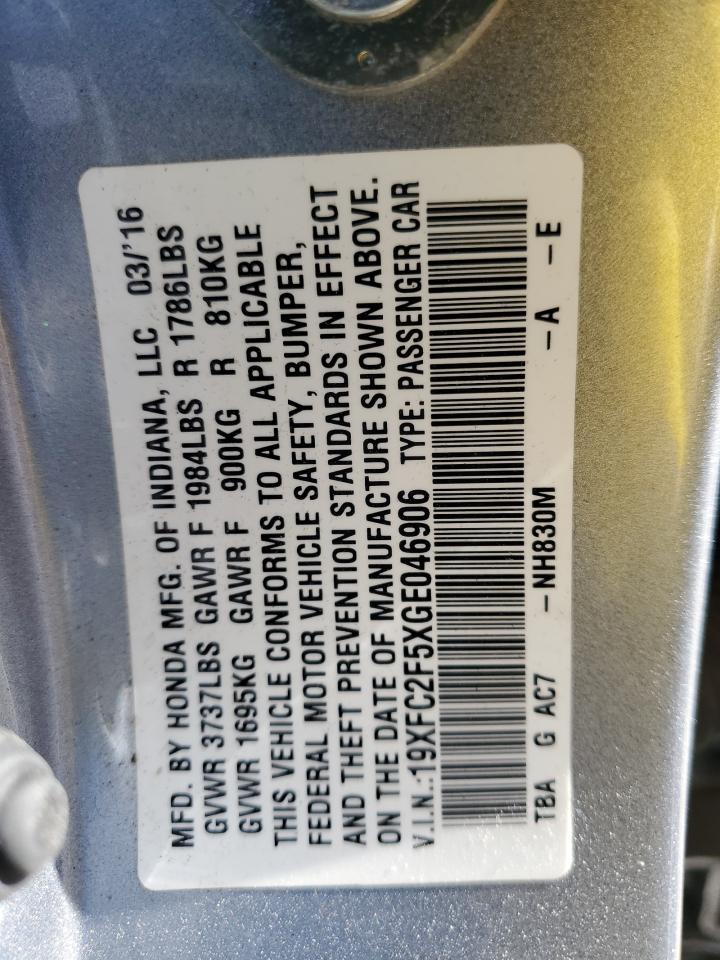 MFD. BY HONDA MFG. OF INDIANA, LLC 03/'16
GVWR 3737LBS GAWR F 1984LBS R 1786LBS
GVWR 1695KG GAWR F 900KG R 810KG
THIS VEHICLE CONFORMS TO ALL APPLICABLE
FEDERAL MOTOR VEHICLE SAFETY, BUMPER,
AND THEFT PREVENTION STANDARDS IN EFFECT
ON THE DATE OF MANUFACTURE SHOWN ABOVE.
V.I.N.:19XFC2F5XGE046906 TYPE: PASSENGER CAR
TBA G AC7 -NH830M -A -E